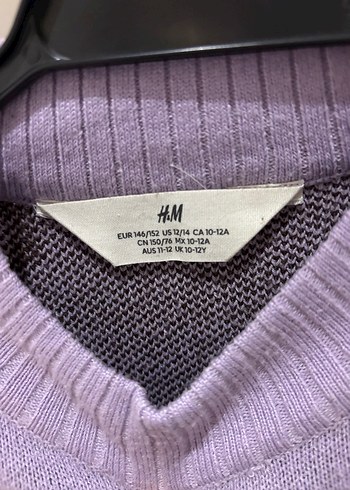 H&M
EUR 146/152 US 12/14 CA 10-12A
CN 150/76 MX 10-12A
AUS 11-12 UK 10-12Y